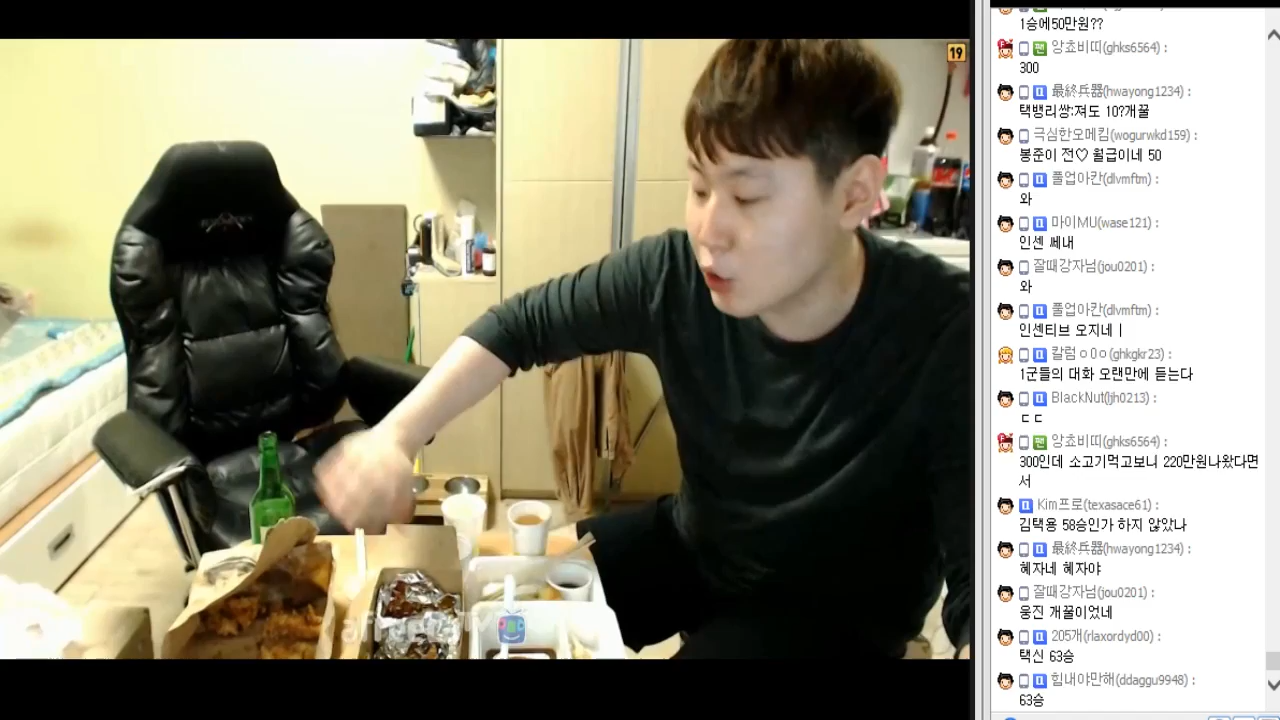 19
afreecaTV
1승에50만원??
앙쵸비띠(ghks6564) :
300
最終兵器(hwayong1234) :
택뱅리쌍:져도 10?개꿀
극심한오메킴(wogurwkd159) :
봉준이 전♡ 월급이네 50
풀업아칸(dlvmftm) :
와
마이MU(wase121) :
인센 쎄내
잘때강자님(jou0201) :
와
풀업아칸(dlvmftm) :
인센티브 오지네ㅣ
칼럼ㅇ0ㅇ(ghkgkr23) :
1군들의 대화 오랜만에 듣는다
BlackNut(ljh0213) :
ㄷㄷ
앙쵸비띠(ghks6564) :
300인데 소고기먹고보니 220만원나왔다면
서
Kim프로(texasace61) :
김택용 58승인가 하지 않았나
最終兵器(hwayong1234) :
혜자네 혜자야
잘때강자님(jou0201) :
웅진 개꿀이었네
205개(rlaxordyd00) :
택신 63승
힘내야만해(ddaggu9948) :
63승